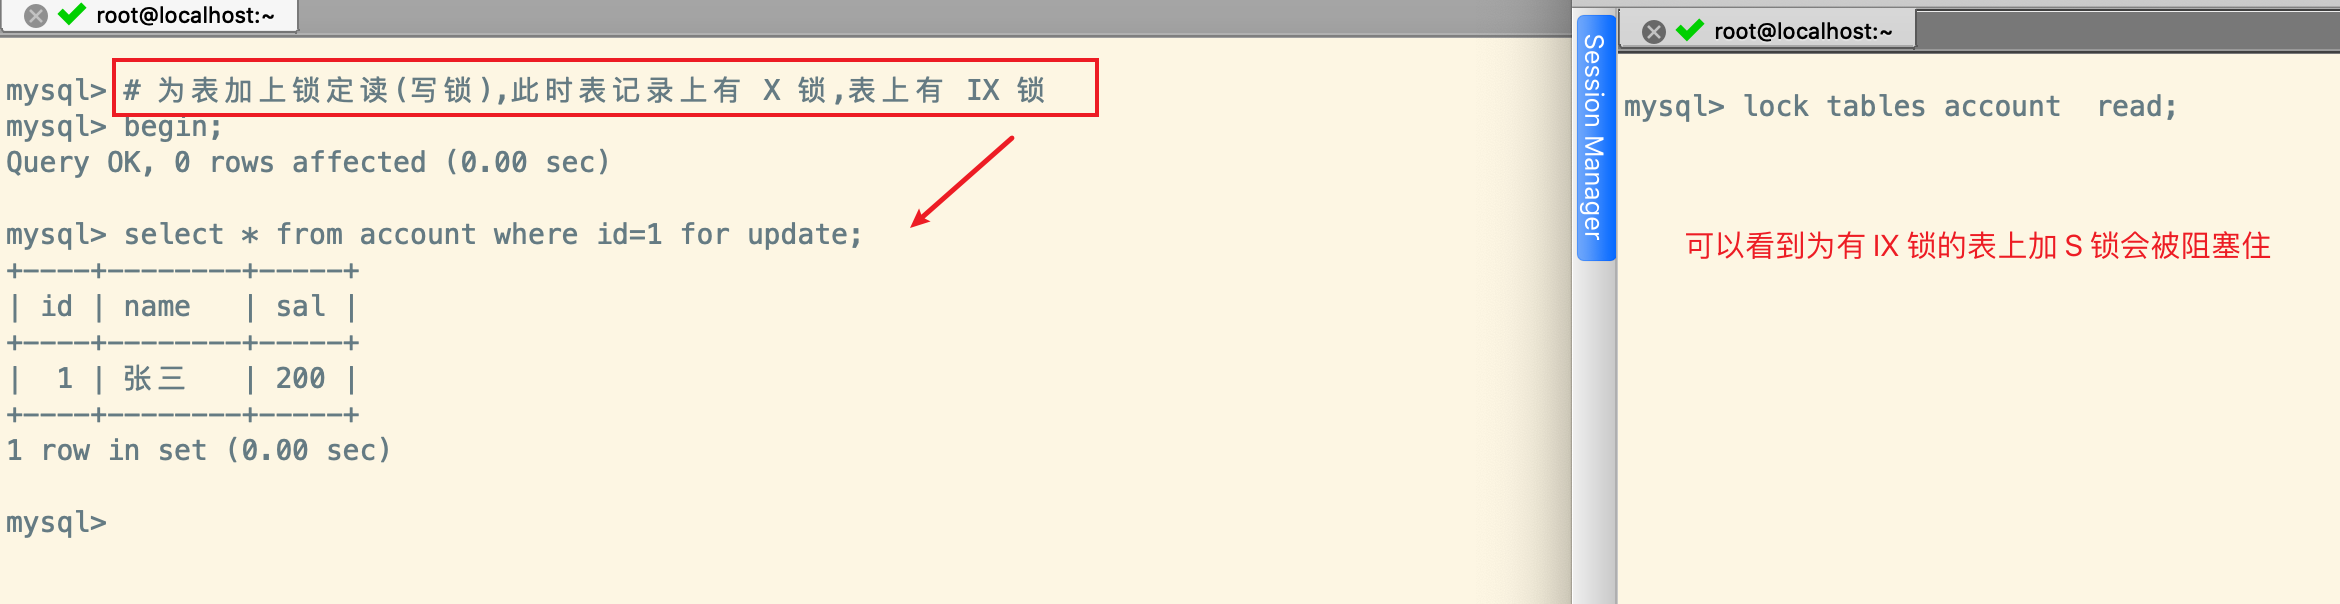 root@localhost:~
mysql> # 为表加上锁定读(写锁),此时表记录上有 X 锁,表上有 IX 锁
mysql> begin;
Query OK, 0 rows affected (0.00 sec)
mysql> select * from account where id=1 for update;
+----+--------+-----+
| id | name   | sal |
+----+--------+-----+
|  1 | 张三   | 200 |
+----+--------+-----+
1 row in set (0.00 sec)
mysql>
Session Manager
root@localhost:~
mysql> lock tables account  read;
可以看到为有 IX 锁的表上加 S 锁会被阻塞住